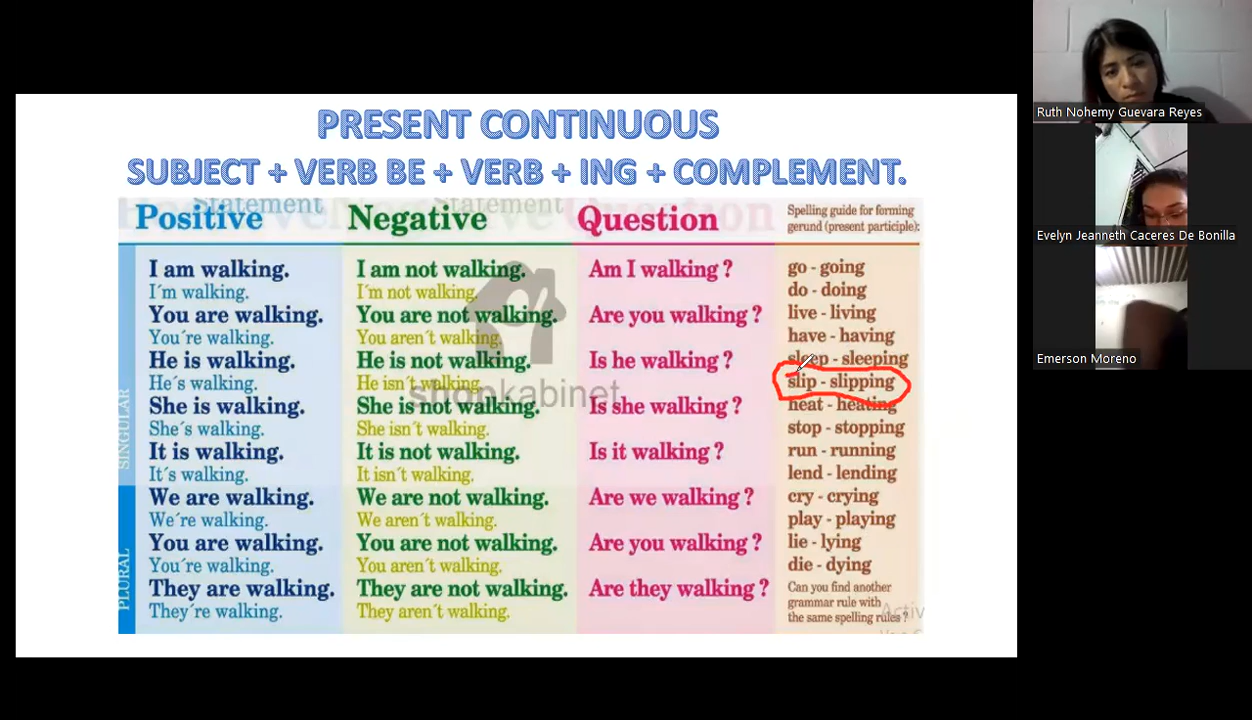 PRESENT CONTINUOUS
SUBJECT + VERB BE + VERB + ING + COMPLEMENT.
Statement
Positive
Negative
Question
Spelling guide for forming
gerund (present participle):
SINGULAR
PLURAL
I am walking.
I´m walking.
You are walking.
You´re walking.
He is walking.
He´s walking.
She is walking.
She´s walking.
It is walking.
It´s walking.
We are walking.
We´re walking.
You are walking.
You´re walking.
They are walking.
They´re walking.
I am not walking.
I´m not walking.
You are not walking.
You aren´t walking.
He is not walking.
He isn´t walking.
She is not walking.
She isn´t walking.
It is not walking.
It isn´t walking.
We are not walking.
We aren´t walking.
You are not walking.
You aren´t walking.
They are not walking.
They aren´t walking.
Am I walking ?
Are you walking ?
Is he walking ?
Is she walking ?
Is it walking ?
Are we walking ?
Are you walking ?
Are they walking ?
go - going
do - doing
live - living
have - having
sleep - sleeping
slip - slipping
heat - heating
stop - stopping
run - running
lend - lending
cry - crying
play - playing
lie - lying
die - dying
Can you find another
grammar rule with
the same spelling rules ?
shopkabinet
Activ
Ruth Nohemy Guevara Reyes
Evelyn Jeanneth Caceres De Bonilla
Emerson Moreno